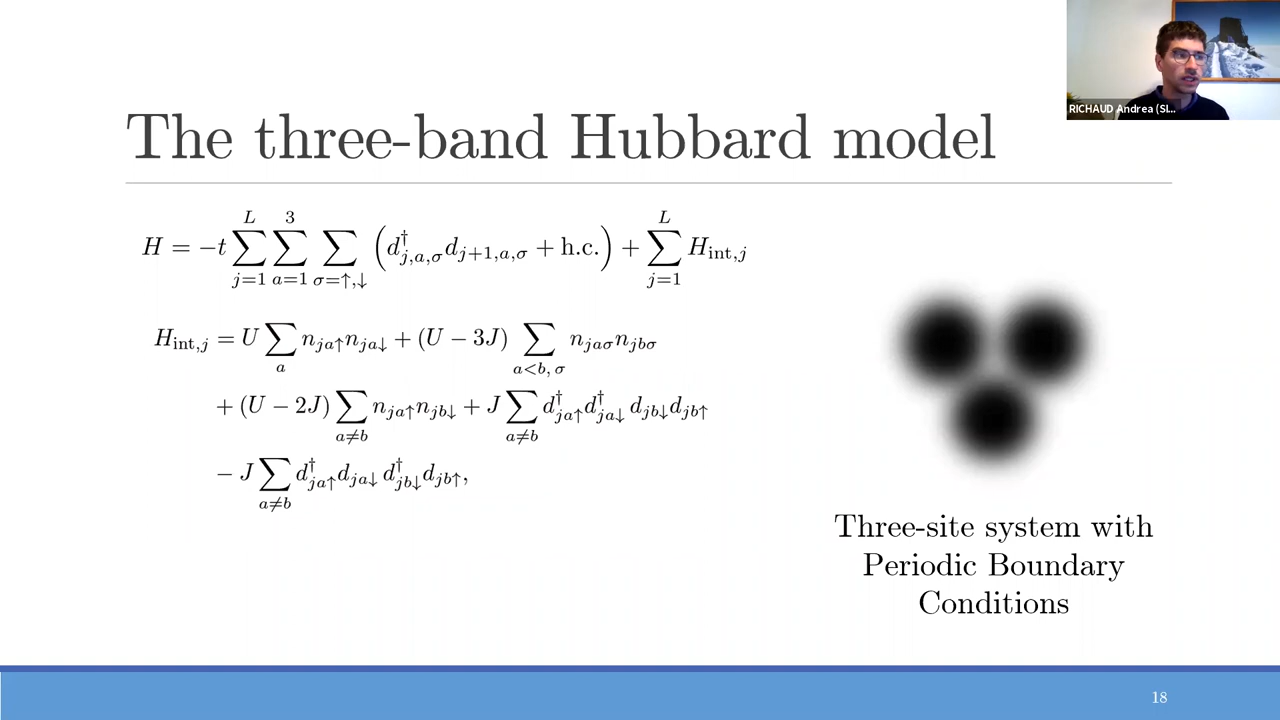 RICHAUD Andrea (SI...
The three-band Hubbard model
H = −t ∑_{j=1}^{L} ∑_{a=1}^{3} ∑_{σ=↑,↓} (d†_{j,a,σ} d_{j+1,a,σ} + h.c.) + ∑_{j=1}^{L} H_{int,j}
H_{int,j} = U ∑_{a} n_{ja↑} n_{ja↓} + (U − 3J) ∑_{a<b, σ} n_{jaσ} n_{jbσ}
+ (U − 2J) ∑_{a≠b} n_{ja↑} n_{jb↓} + J ∑_{a≠b} d†_{ja↑} d†_{ja↓} d_{jb↓} d_{jb↑}
− J ∑_{a≠b} d†_{ja↑} d_{ja↓} d†_{jb↓} d_{jb↑},
Three-site system with
Periodic Boundary
Conditions
18